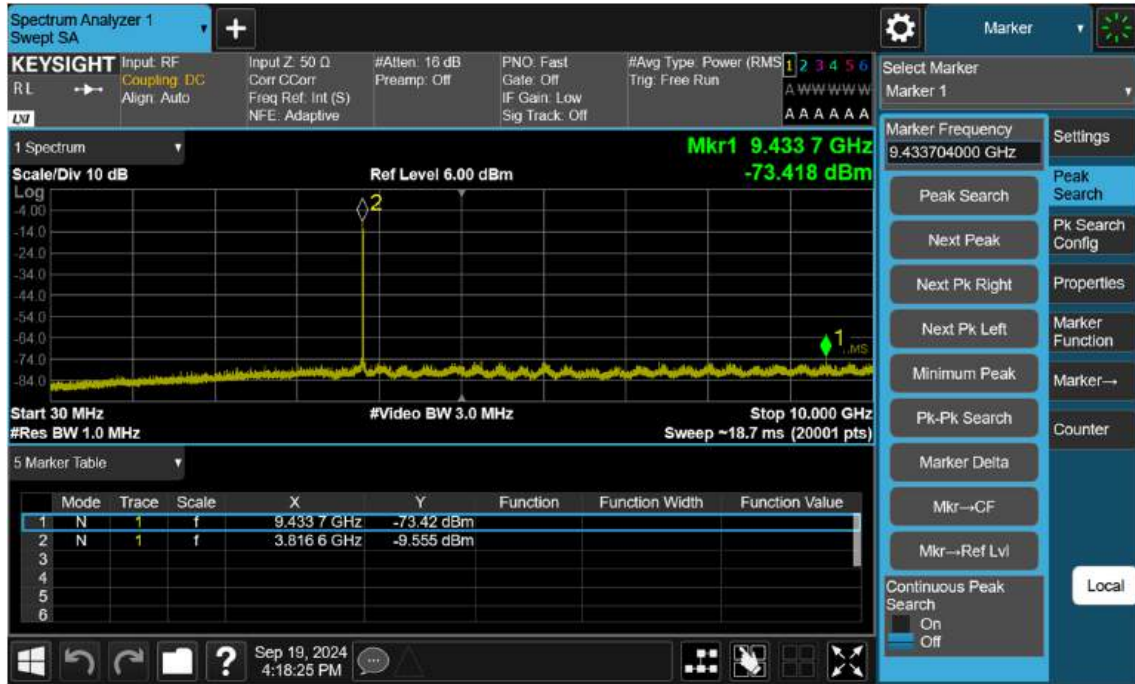 Spectrum Analyzer 1
Swept SA
+
Marker
KEYSIGHT
RL
LXI
Input: RF
Coupling: DC
Align: Auto
Input Z: 50 Ω
Corr CCorr
Freq Ref: Int (S)
NFE: Adaptive
#Atten: 16 dB
Preamp: Off
PNO: Fast
Gate: Off
IF Gain: Low
Sig Track: Off
#Avg Type: Power (RMS
Trig: Free Run
1 2 3 4 5 6
A W W W W W
A A A A A A
Select Marker
Marker 1
1 Spectrum
Mkr1 9.433 7 GHz
-73.418 dBm
Scale/Div 10 dB
Ref Level 6.00 dBm
Log
-4.00
-14.0
-24.0
-34.0
-44.0
-54.0
-64.0
-74.0
-84.0
2
1
Start 30 MHz
#Video BW 3.0 MHz
Stop 10.000 GHz
#Res BW 1.0 MHz
Sweep ~18.7 ms (20001 pts)
5 Marker Table
Mode Trace Scale X Y Function Function Width Function Value
1 N 1 f 9.433 7 GHz -73.42 dBm
2 N 1 f 3.816 6 GHz -9.555 dBm
3
4
5
6
Marker Frequency
9.433704000 GHz
Peak Search
Next Peak
Next Pk Right
Next Pk Left
Minimum Peak
Pk-Pk Search
Marker Delta
Mkr→CF
Mkr→Ref Lvl
Continuous Peak
Search
On
Off
Settings
Peak
Search
Pk Search
Config
Properties
Marker
Function
Marker→
Counter
Local
?
Sep 19, 2024
4:18:25 PM